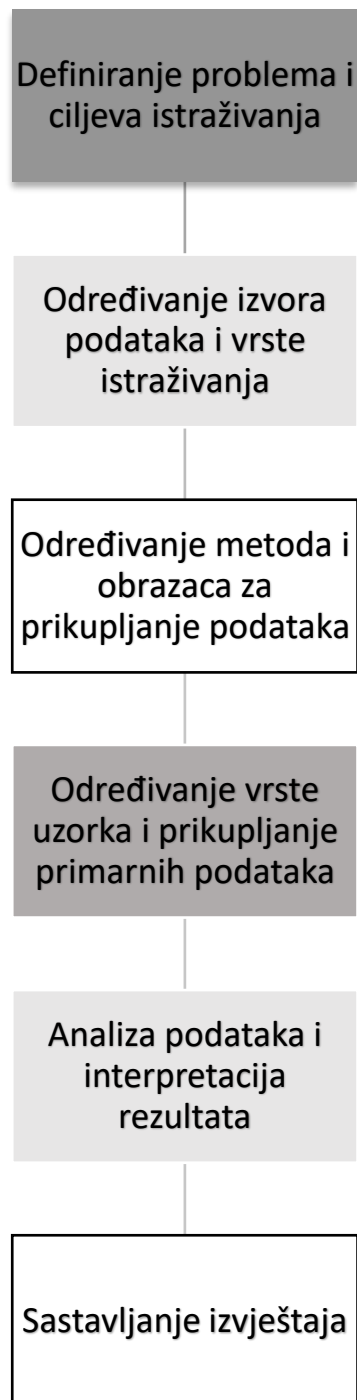 Definiranje problema i
ciljeva istraživanja
Određivanje izvora
podataka i vrste
istraživanja
Određivanje metoda i
obrazaca za
prikupljanje podataka
Određivanje vrste
uzorka i prikupljanje
primarnih podataka
Analiza podataka i
interpretacija
rezultata
Sastavljanje izvještaja